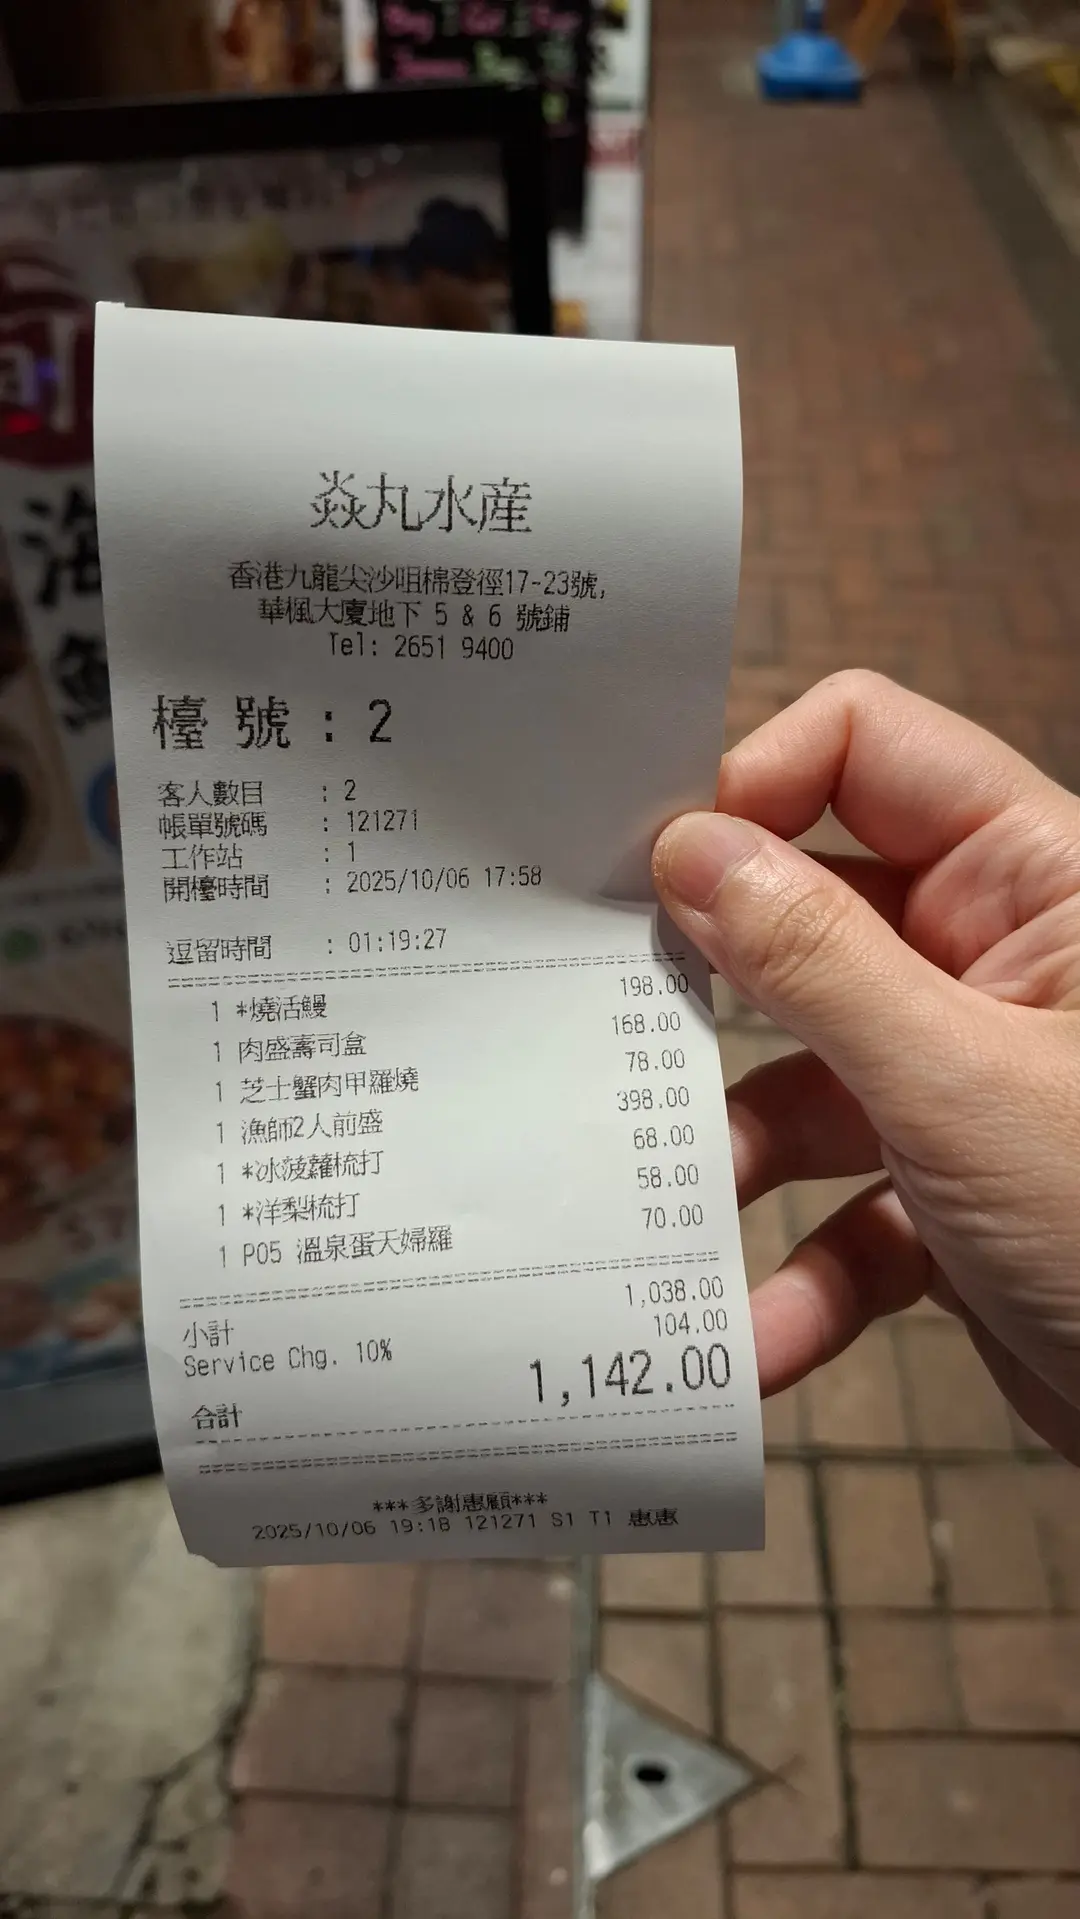 焱丸水産
香港九龍尖沙咀棉登徑17-23號,
華楓大廈地下 5 & 6 號鋪
Tel: 2651 9400
檯 號 : 2
客人數目 : 2
帳單號碼 : 121271
工作站 : 1
開檯時間 : 2025/10/06 17:58
逗留時間 : 01:19:27
1 *燒活鰻 198.00
1 肉盛壽司盒 168.00
1 芝士蟹肉甲羅燒 78.00
1 漁師2人前盛 398.00
1 *冰菠蘿梳打 68.00
1 *洋梨梳打 58.00
1 P05 溫泉蛋天婦羅 70.00
小計 1,038.00
Service Chg. 10% 104.00
合計 1,142.00
***多謝惠顧***
2025/10/06 19:18 121271 S1 T1 惠惠
海